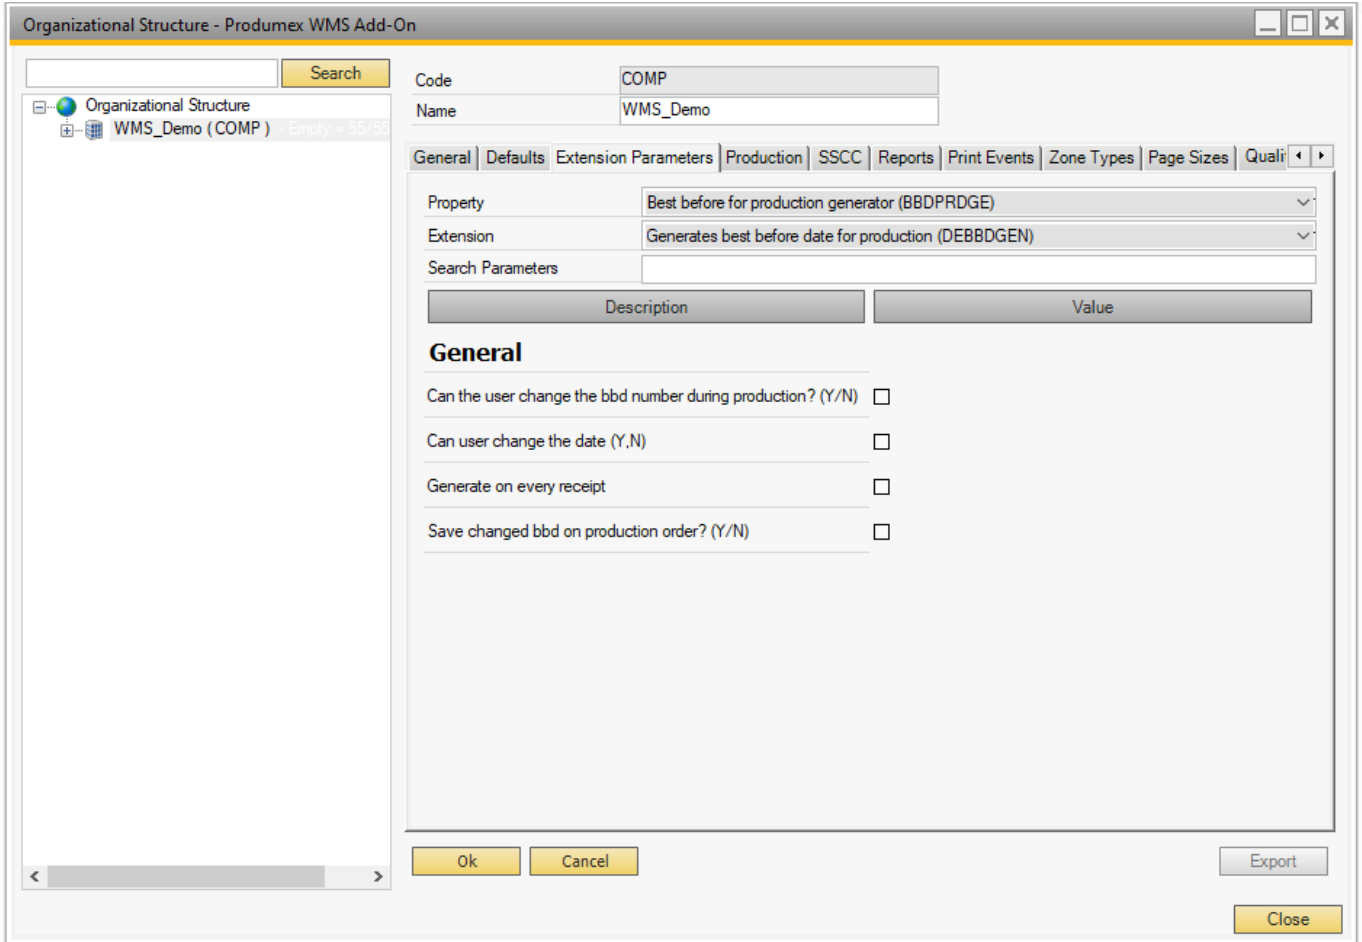 Organizational Structure - Produmex WMS Add-On
Search
Organizational Structure
WMS_Demo ( COMP ) - Empty = 55/55
Code COMP
Name WMS_Demo
General Defaults Extension Parameters Production SSCC Reports Print Events Zone Types Page Sizes Quali
Property Best before for production generator (BBDPRDGE)
Extension Generates best before date for production (DEBBDGEN)
Search Parameters
Description Value
General
Can the user change the bbd number during production? (Y/N)
Can user change the date (Y,N)
Generate on every receipt
Save changed bbd on production order? (Y/N)
Ok Cancel Export
Close